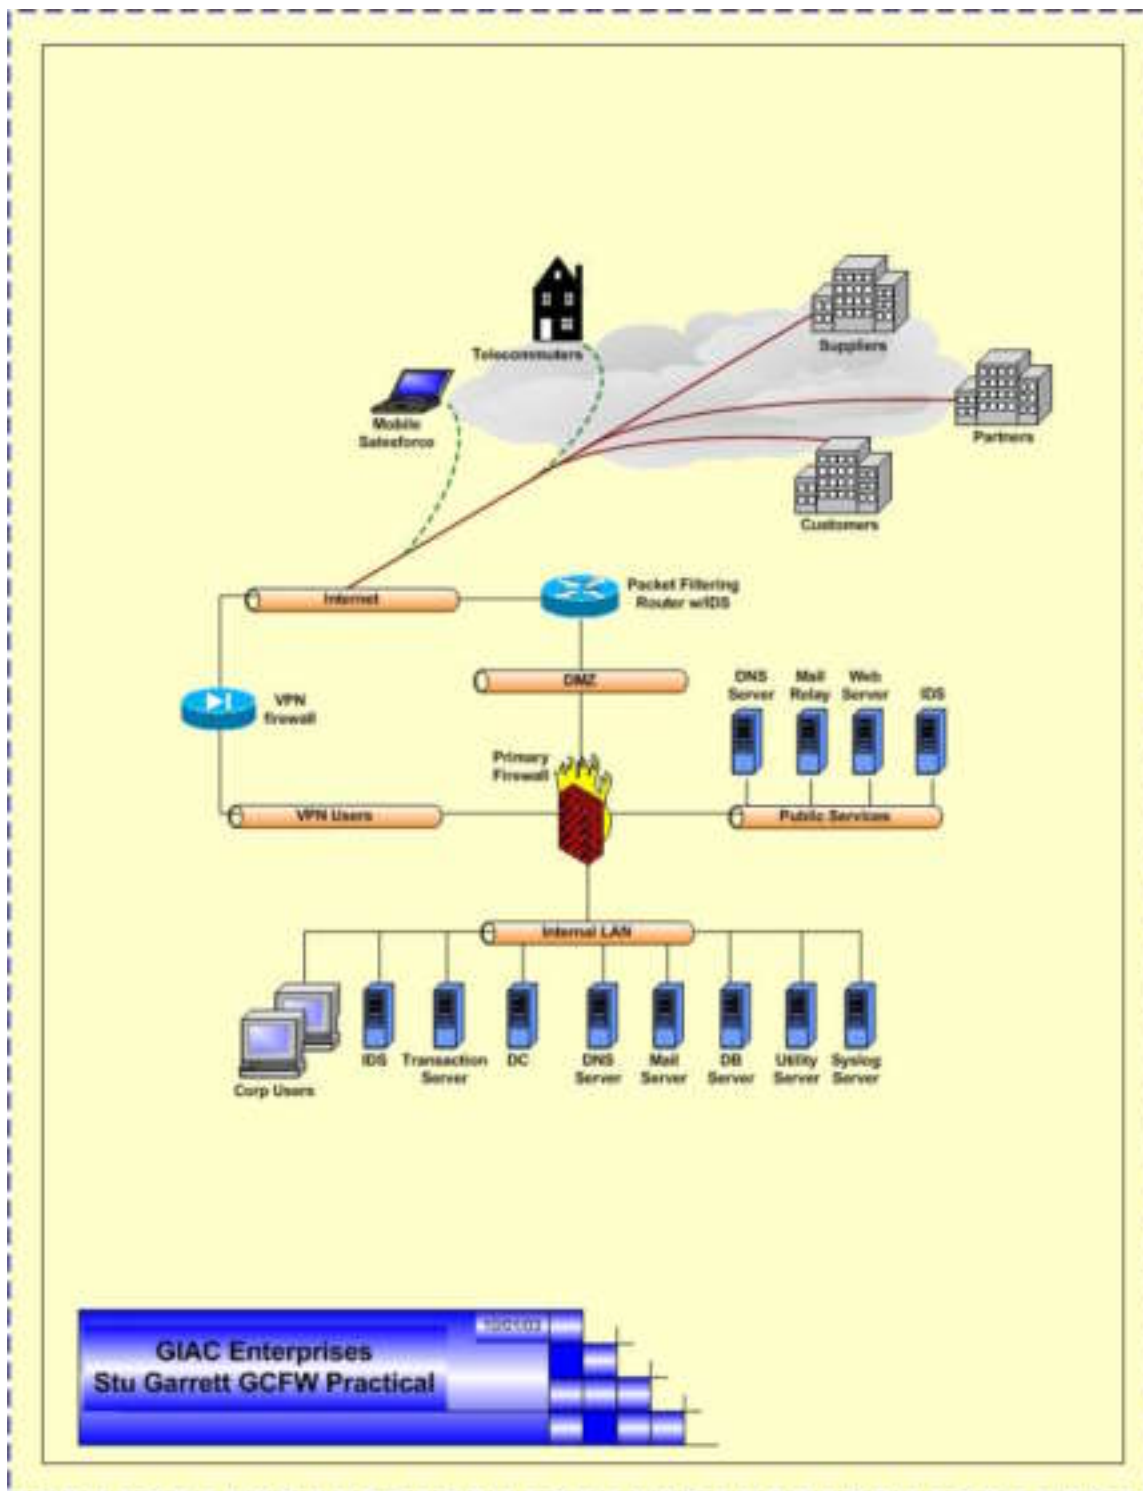 Telecommuters
Suppliers
Mobile
Salesforce
Partners
Customers
Internet
Packet Filtering
Router w/IDS
DMZ
DNS
Server
Mail
Relay
Web
Server
IDS
VPN
firewall
Primary
Firewall
VPN Users
Public Services
Internal LAN
Corp Users
IDS
Transaction
Server
DC
DNS
Server
Mail
Server
DB
Server
Utility
Server
Syslog
Server
GIAC Enterprises
Stu Garrett GCFW Practical